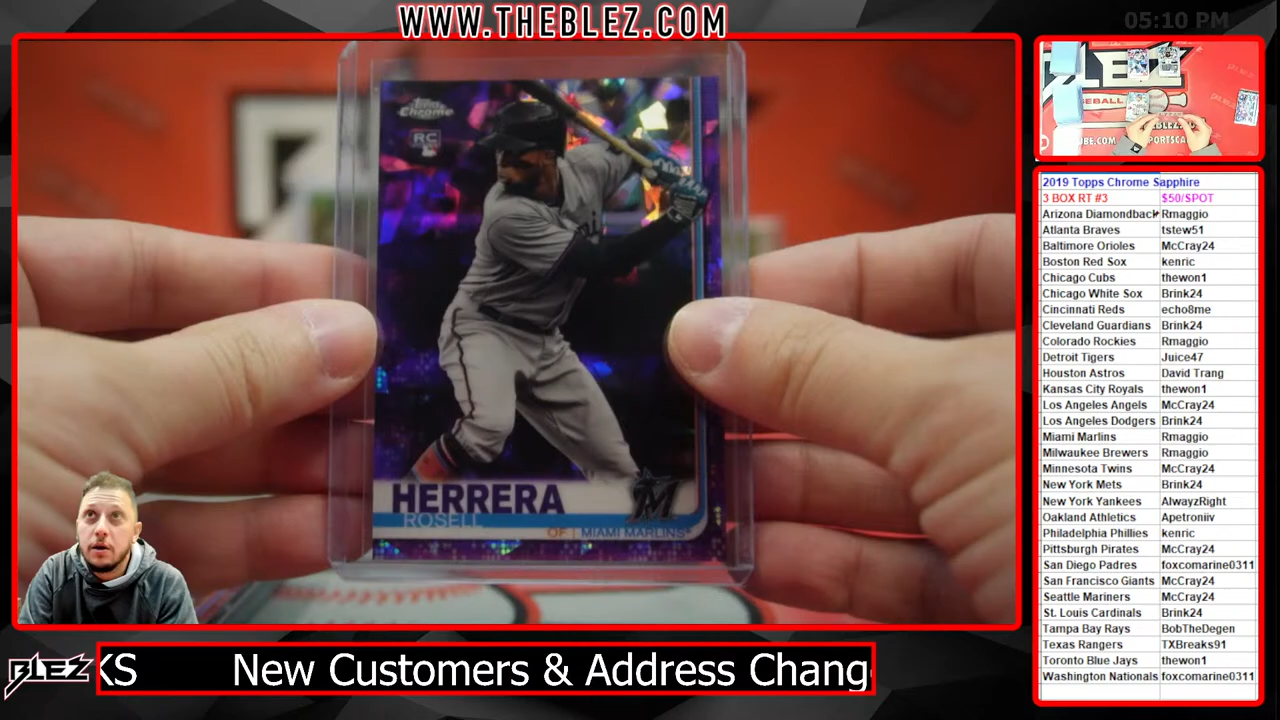 WWW.THEBLEZ.COM
05:10 PM
Topps
Chrome
RC
HERRERA
ROSELL
OF | MIAMI MARLINS
2019 Topps Chrome Sapphire
3 BOX RT #3 $50/SPOT
Arizona Diamondback Rmaggio
Atlanta Braves tstew51
Baltimore Orioles McCray24
Boston Red Sox kenric
Chicago Cubs thewon1
Chicago White Sox Brink24
Cincinnati Reds echo8me
Cleveland Guardians Brink24
Colorado Rockies Rmaggio
Detroit Tigers Juice47
Houston Astros David Trang
Kansas City Royals thewon1
Los Angeles Angels McCray24
Los Angeles Dodgers Brink24
Miami Marlins Rmaggio
Milwaukee Brewers Rmaggio
Minnesota Twins McCray24
New York Mets Brink24
New York Yankees AlwayzRight
Oakland Athletics Apetroniiv
Philadelphia Phillies kenric
Pittsburgh Pirates McCray24
San Diego Padres foxcomarine0311
San Francisco Giants McCray24
Seattle Mariners McCray24
St. Louis Cardinals Brink24
Tampa Bay Rays BobTheDegen
Texas Rangers TXBreaks91
Toronto Blue Jays thewon1
Washington Nationals foxcomarine0311
BLEZ
KS New Customers & Address Chang